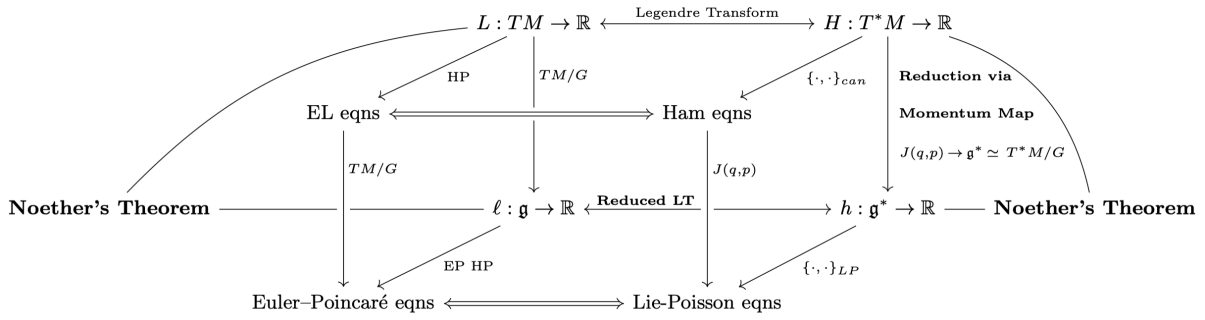 Legendre Transform
L : TM → ℝ
H : T*M → ℝ
HP
TM/G
{·,·}can
Reduction via
EL eqns
Ham eqns
Momentum Map
J(q,p) → 𝔤* ≃ T*M/G
TM/G
J(q,p)
Noether's Theorem
ℓ : 𝔤 → ℝ
Reduced LT
h : 𝔤* → ℝ
Noether's Theorem
EP HP
{·,·}LP
Euler–Poincaré eqns
Lie-Poisson eqns